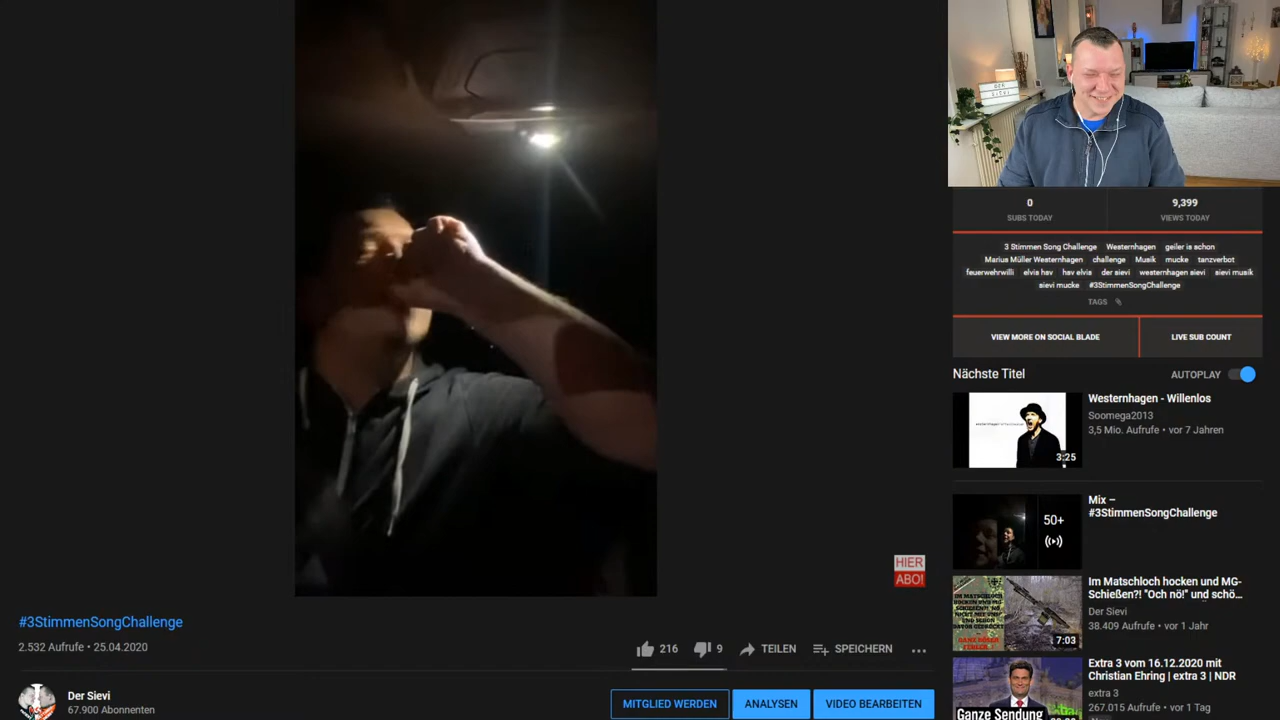 HIER
ABO!
#3StimmenSongChallenge
2.532 Aufrufe • 25.04.2020
216
9
TEILEN
SPEICHERN
Der Sievi
67.900 Abonnenten
MITGLIED WERDEN
ANALYSEN
VIDEO BEARBEITEN
0
9,399
SUBS TODAY
VIEWS TODAY
3 Stimmen Song Challenge Westernhagen geiler is schon
Marius Müller Westernhagen challenge Musik mucke tanzverbot
feuerwehrwilli elvis hsv hsv elvis der sievi westernhagen sievi sievi musik
sievi mucke #3StimmenSongChallenge
TAGS
VIEW MORE ON SOCIAL BLADE
LIVE SUB COUNT
Nächste Titel
AUTOPLAY
Westernhagen - Willenlos
Soomega2013
3,5 Mio. Aufrufe • vor 7 Jahren
3:25
Mix –
#3StimmenSongChallenge
50+
Im Matschloch hocken und MG-
Schießen?! "Och nö!" und schö...
Der Sievi
38.409 Aufrufe • vor 1 Jahr
7:03
Extra 3 vom 16.12.2020 mit
Christian Ehring | extra 3 | NDR
extra 3
267.015 Aufrufe • vor 1 Tag
Ganze Sendung